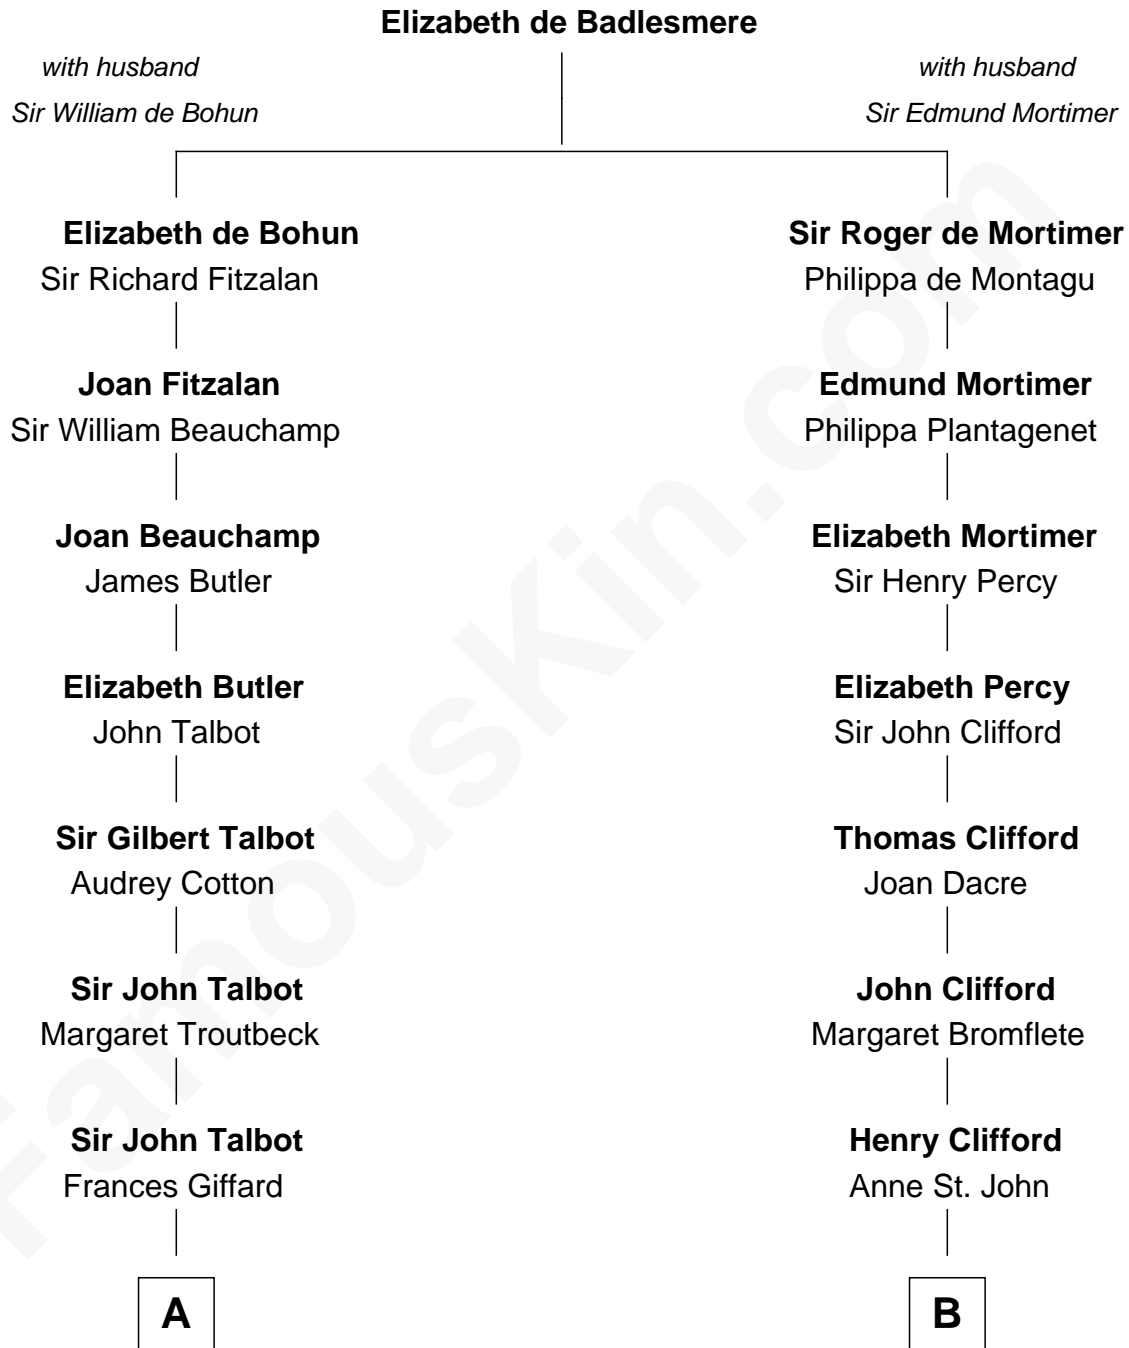 Elizabeth de Badlesmere
with husband
Sir William de Bohun
with husband
Sir Edmund Mortimer
Elizabeth de Bohun
Sir Richard Fitzalan
Sir Roger de Mortimer
Philippa de Montagu
Joan Fitzalan
Sir William Beauchamp
Edmund Mortimer
Philippa Plantagenet
Joan Beauchamp
James Butler
Elizabeth Mortimer
Sir Henry Percy
Elizabeth Butler
John Talbot
Elizabeth Percy
Sir John Clifford
Sir Gilbert Talbot
Audrey Cotton
Thomas Clifford
Joan Dacre
Sir John Talbot
Margaret Troutbeck
John Clifford
Margaret Bromflete
Sir John Talbot
Frances Giffard
Henry Clifford
Anne St. John
A
B
FamousKin.com